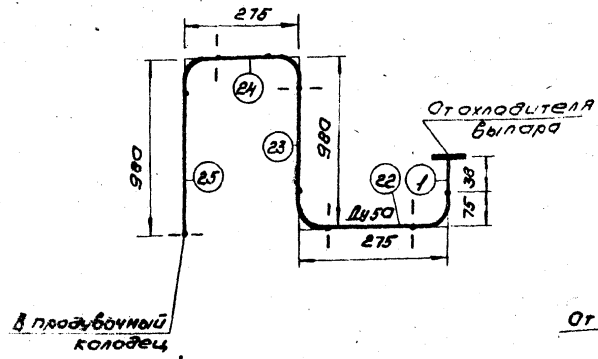 275
24
От охладителя
выпара
980
23
980
25
22
1
38
75
Ду50
275
В продувочный
колодец
От